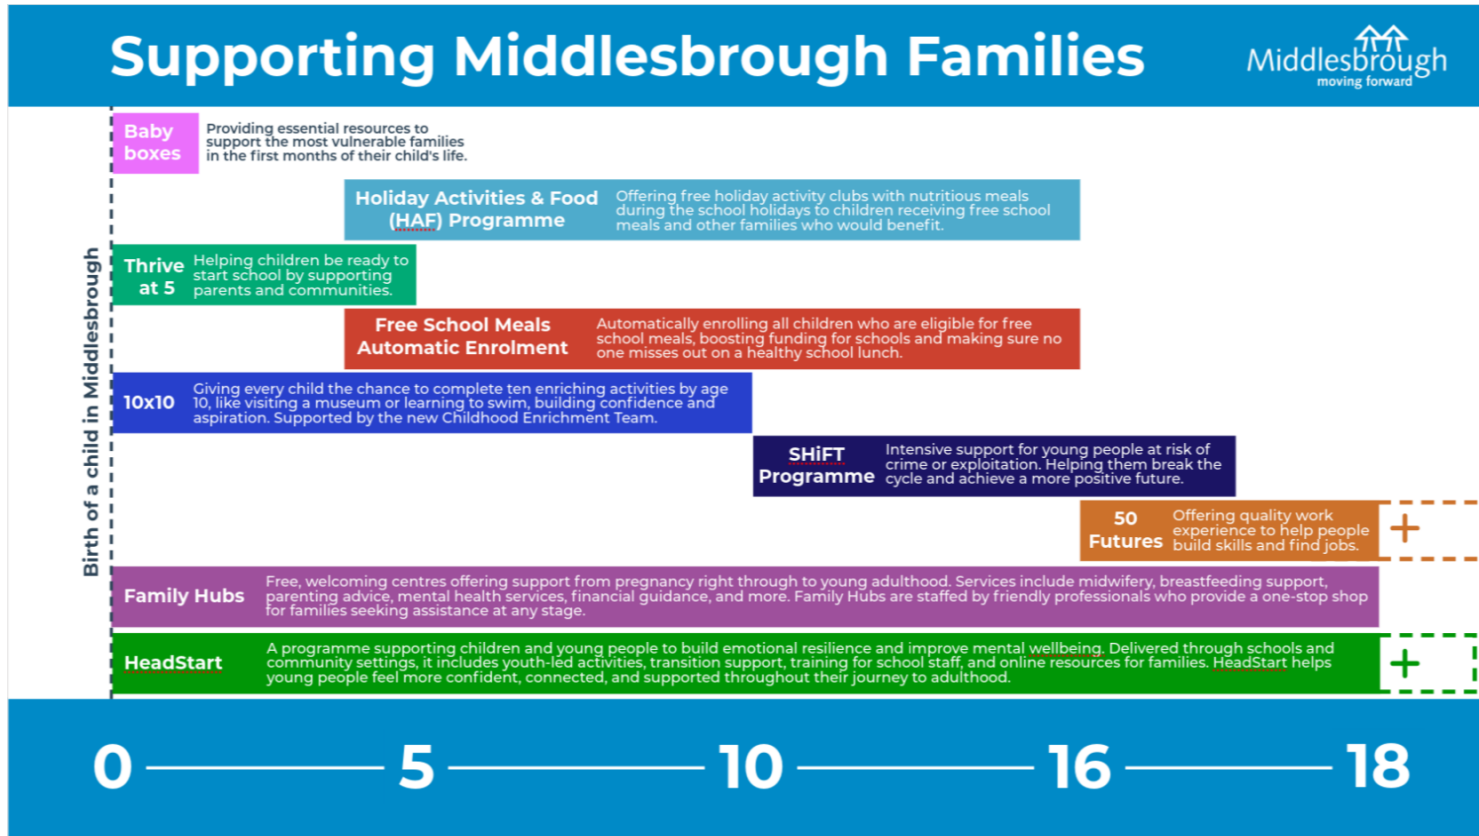 Supporting Middlesbrough Families
Middlesbrough
moving forward
Birth of a child in Middlesbrough
Baby
boxes
Providing essential resources to
support the most vulnerable families
in the first months of their child's life.
Holiday Activities & Food
(HAF) Programme
Offering free holiday activity clubs with nutritious meals
during the school holidays to children receiving free school
meals and other families who would benefit.
Thrive
at 5
Helping children be ready to
start school by supporting
parents and communities.
Free School Meals
Automatic Enrolment
Automatically enrolling all children who are eligible for free
school meals, boosting funding for schools and making sure no
one misses out on a healthy school lunch.
10x10
Giving every child the chance to complete ten enriching activities by age
10, like visiting a museum or learning to swim, building confidence and
aspiration. Supported by the new Childhood Enrichment Team.
SHiFT
Programme
Intensive support for young people at risk of
crime or exploitation. Helping them break the
cycle and achieve a more positive future.
50
Futures
Offering quality work
experience to help people
build skills and find jobs.
+
Family Hubs
Free, welcoming centres offering support from pregnancy right through to young adulthood. Services include midwifery, breastfeeding support,
parenting advice, mental health services, financial guidance, and more. Family Hubs are staffed by friendly professionals who provide a one-stop shop
for families seeking assistance at any stage.
HeadStart
A programme supporting children and young people to build emotional resilience and improve mental wellbeing. Delivered through schools and
community settings, it includes youth-led activities, transition support, training for school staff, and online resources for families. HeadStart helps
young people feel more confident, connected, and supported throughout their journey to adulthood.
+
0 5 10 16 18